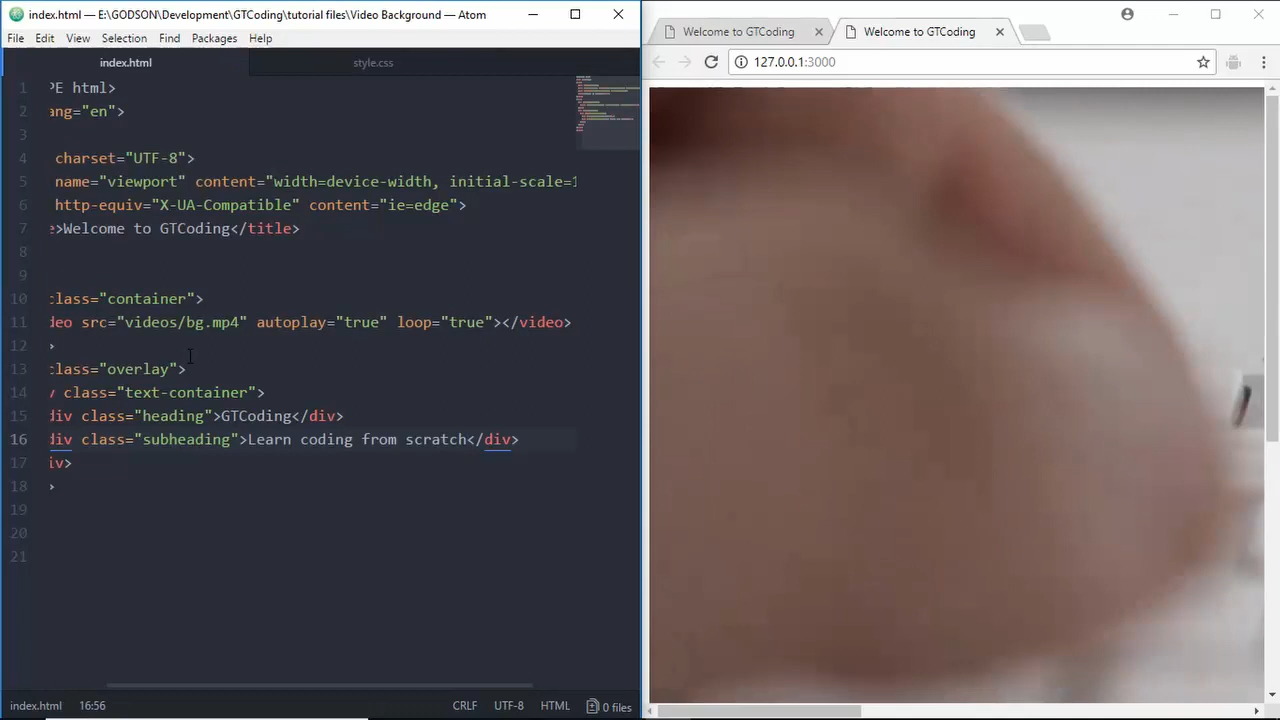 index.html — E:\GODSON\Development\GTCoding\tutorial files\Video Background — Atom
File Edit View Selection Find Packages Help
index.html style.css
1 PE html>
2 ang="en">
3
4 charset="UTF-8">
5 name="viewport" content="width=device-width, initial-scale=1
6 http-equiv="X-UA-Compatible" content="ie=edge">
7 e>Welcome to GTCoding</title>
8
9
10 class="container">
11 deo src="videos/bg.mp4" autoplay="true" loop="true"></video>
12 >
13 class="overlay">
14 v class="text-container">
15 div class="heading">GTCoding</div>
16 div class="subheading">Learn coding from scratch</div>
17 iv>
18 >
19
20
21
index.html 16:56 CRLF UTF-8 HTML 0 files
Welcome to GTCoding Welcome to GTCoding
127.0.0.1:3000